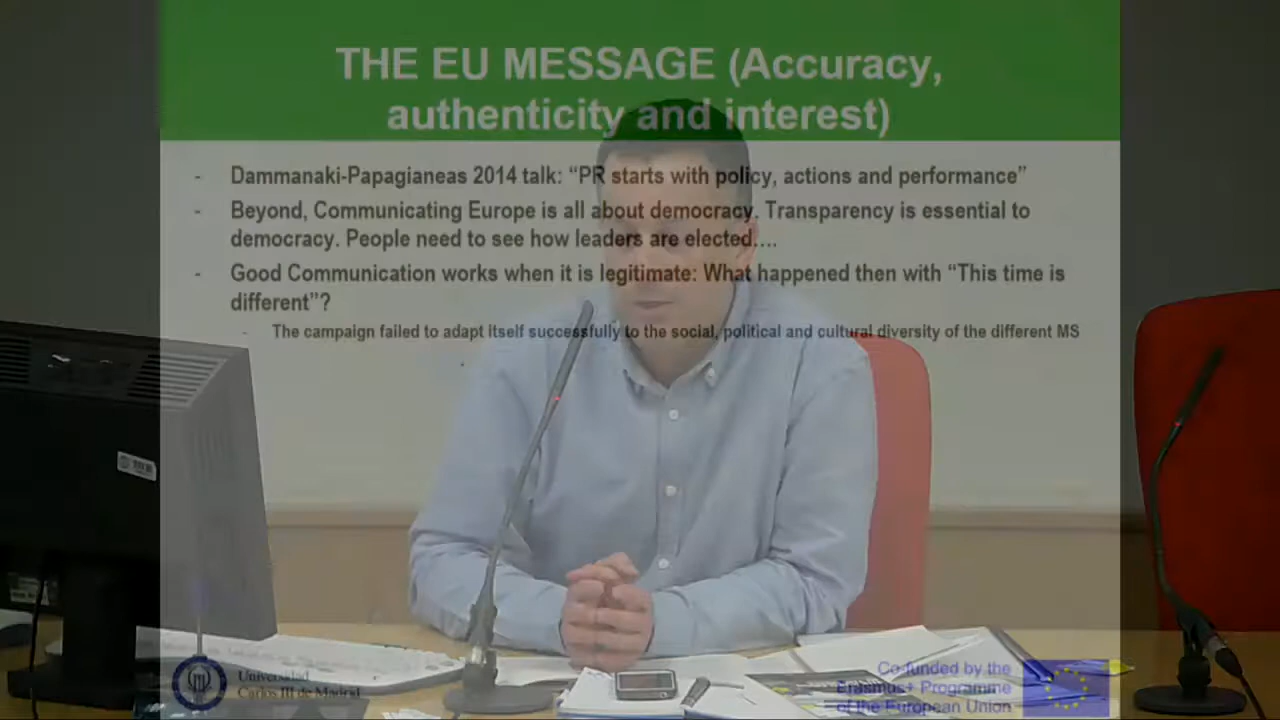 THE EU MESSAGE (Accuracy,
authenticity and interest)
- Dammanaki-Papagianeas 2014 talk: “PR starts with policy, actions and performance”
- Beyond, Communicating Europe is all about democracy. Transparency is essential to
democracy. People need to see how leaders are elected….
- Good Communication works when it is legitimate: What happened then with “This time is
different”?
- The campaign failed to adapt itself successfully to the social, political and cultural diversity of the different MS
Universidad
Carlos III de Madrid
Co-funded by the
Erasmus+ Programme
of the European Union